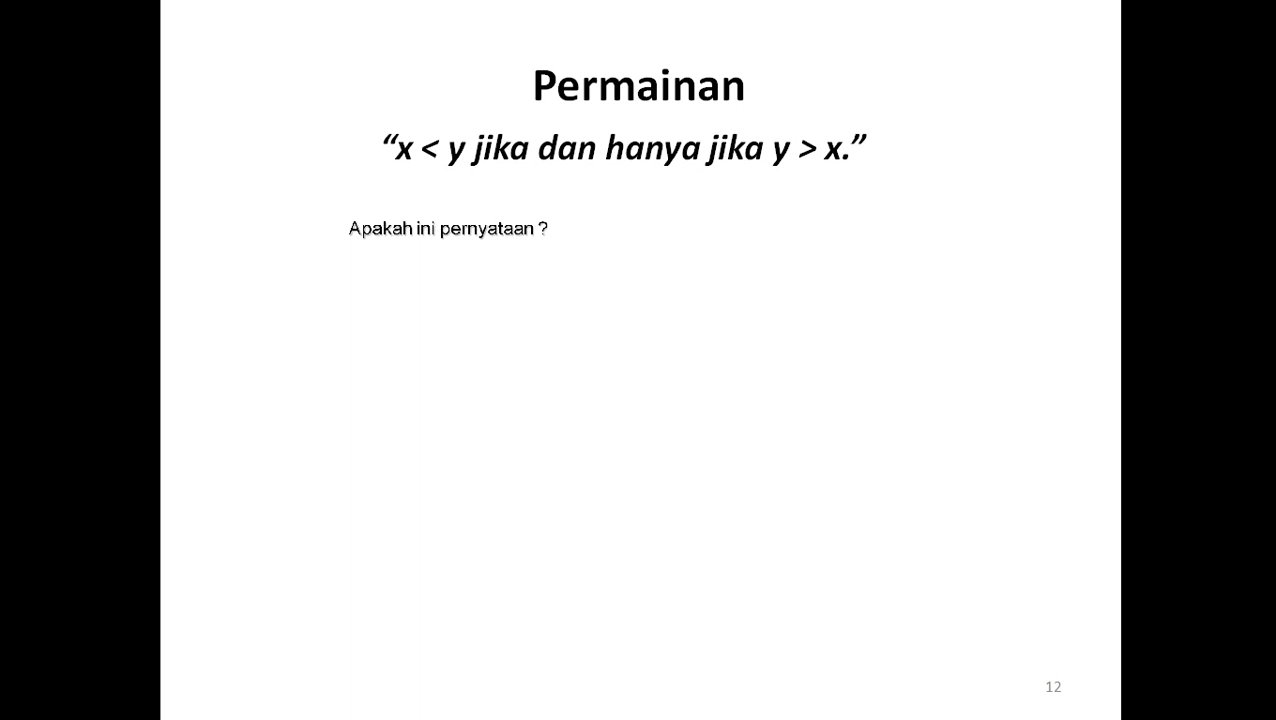 Permainan
“x < y jika dan hanya jika y > x.”
Apakah ini pernyataan ?
12